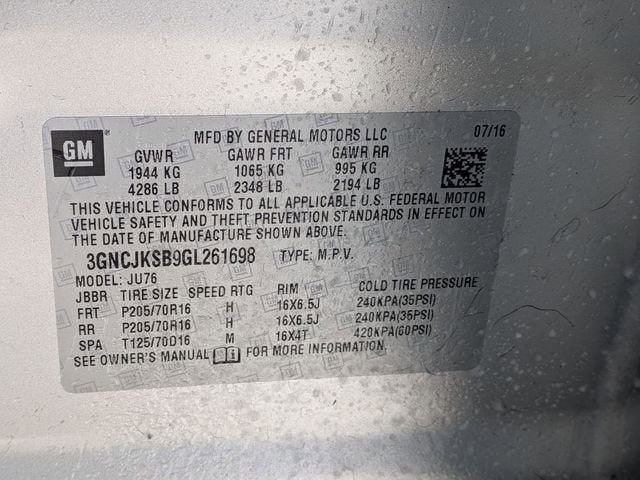 GM
MFD BY GENERAL MOTORS LLC 07/16
GVWR GAWR FRT GAWR RR
1944 KG 1065 KG 995 KG
4286 LB 2348 LB 2194 LB
THIS VEHICLE CONFORMS TO ALL APPLICABLE U.S. FEDERAL MOTOR
VEHICLE SAFETY AND THEFT PREVENTION STANDARDS IN EFFECT ON
THE DATE OF MANUFACTURE SHOWN ABOVE.
3GNCJKSB9GL261698 TYPE: M.P.V.
MODEL: JU76
JBBR TIRE SIZE SPEED RTG RIM COLD TIRE PRESSURE
FRT P205/70R16 H 16X6.5J 240KPA(35PSI)
RR P205/70R16 H 16X6.5J 240KPA(35PSI)
SPA T125/70D16 M 16X4T 420KPA(60PSI)
SEE OWNER'S MANUAL FOR MORE INFORMATION.